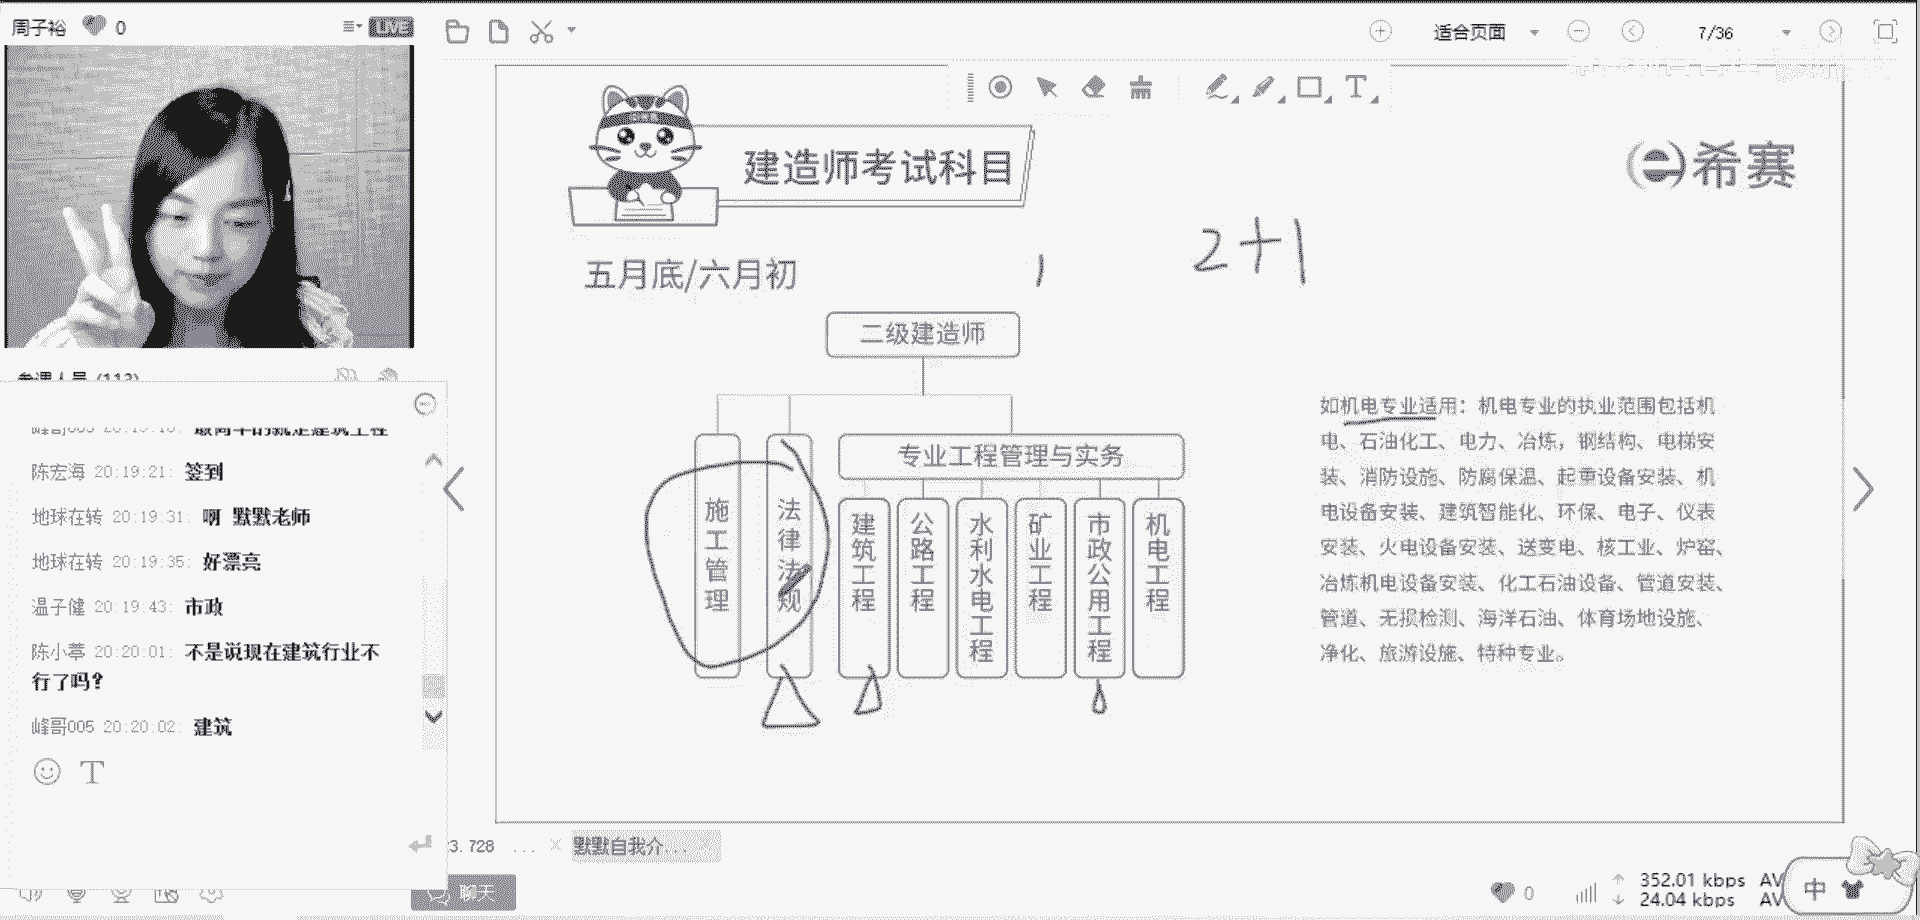 周子裕 0 LIVE
适合页面 7/36
建造师考试科目
希赛
2+1
五月底/六月初 1
二级建造师
专业工程管理与实务
施工管理
法律法规
建筑工程
公路工程
水利水电工程
矿业工程
市政公用工程
机电工程
如机电专业适用：机电专业的执业范围包括机
电、石油化工、电力、冶炼，钢结构、电梯安
装、消防设施、防腐保温、起重设备安装、机
电设备安装、建筑智能化、环保、电子、仪表
安装、火电设备安装、送变电、核工业、炉窑、
冶炼机电设备安装、化工石油设备、管道安装、
管道、无损检测、海洋石油、体育场地设施、
净化、旅游设施、特种专业。
陈宏海 20:19:21: 签到
地球在转 20:19:31: 啊 默默老师
地球在转 20:19:35: 好漂亮
温子健 20:19:43: 市政
陈小葶 20:20:01: 不是说现在建筑行业不
行了吗？
峰哥005 20:20:02: 建筑
3.728 ... 默默自我介...
聊天
0 352.01 kbps AV
24.04 kbps AV
中